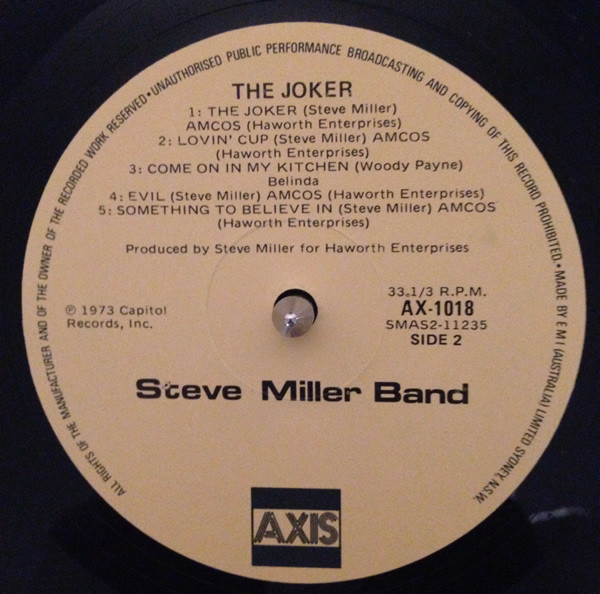 ALL RIGHTS OF THE MANUFACTURER AND OF THE OWNER OF THE RECORDED WORK RESERVED • UNAUTHORISED PUBLIC PERFORMANCE BROADCASTING AND COPYING OF THIS RECORD PROHIBITED. • MADE BY E M I (AUSTRALIA) LIMITED SYDNEY, N.S.W.
THE JOKER
1: THE JOKER (Steve Miller)
AMCOS (Haworth Enterprises)
2: LOVIN' CUP (Steve Miller) AMCOS
(Haworth Enterprises)
3: COME ON IN MY KITCHEN (Woody Payne)
Belinda
4: EVIL (Steve Miller) AMCOS (Haworth Enterprises)
5: SOMETHING TO BELIEVE IN (Steve Miller) AMCOS
(Haworth Enterprises)
Produced by Steve Miller for Haworth Enterprises
℗ 1973 Capitol
Records, Inc.
33.1/3 R.P.M.
AX-1018
SMAS2-11235
SIDE 2
Steve Miller Band
AXIS